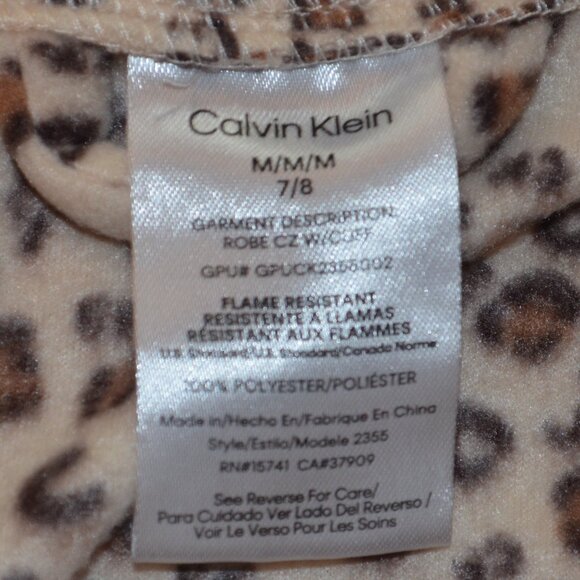 Calvin Klein
M/M/M
7/8
GARMENT DESCRIPTION
ROBE CZ W/CUFF
GPU# GPUCK2355002
FLAME RESISTANT
RESISTENTE A LLAMAS
RÉSISTANT AUX FLAMMES
U.S. Standard/U.S. Standard/Canada Norme
100% POLYESTER/POLIÉSTER
Made in/Hecho En/Fabrique En China
Style/Estilo/Modele 2355
RN#15741 CA#37909
See Reverse For Care/
Para Cuidado Ver Lado Del Reverso/
Voir Le Verso Pour Les Soins